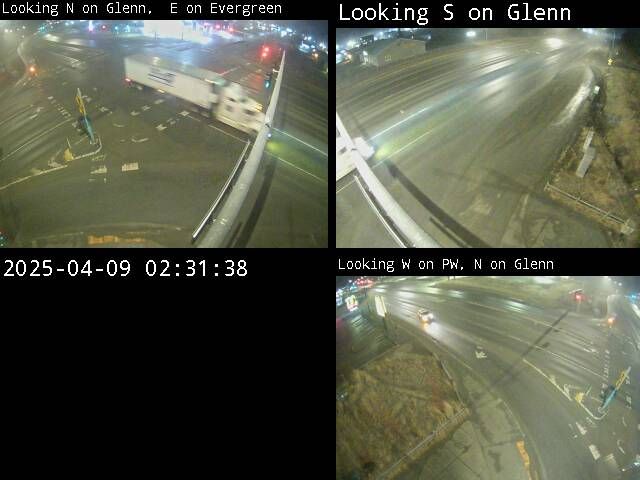 Looking N on Glenn,  E on Evergreen
Looking S on Glenn
2025-04-09 02:31:38
Looking W on PW, N on Glenn